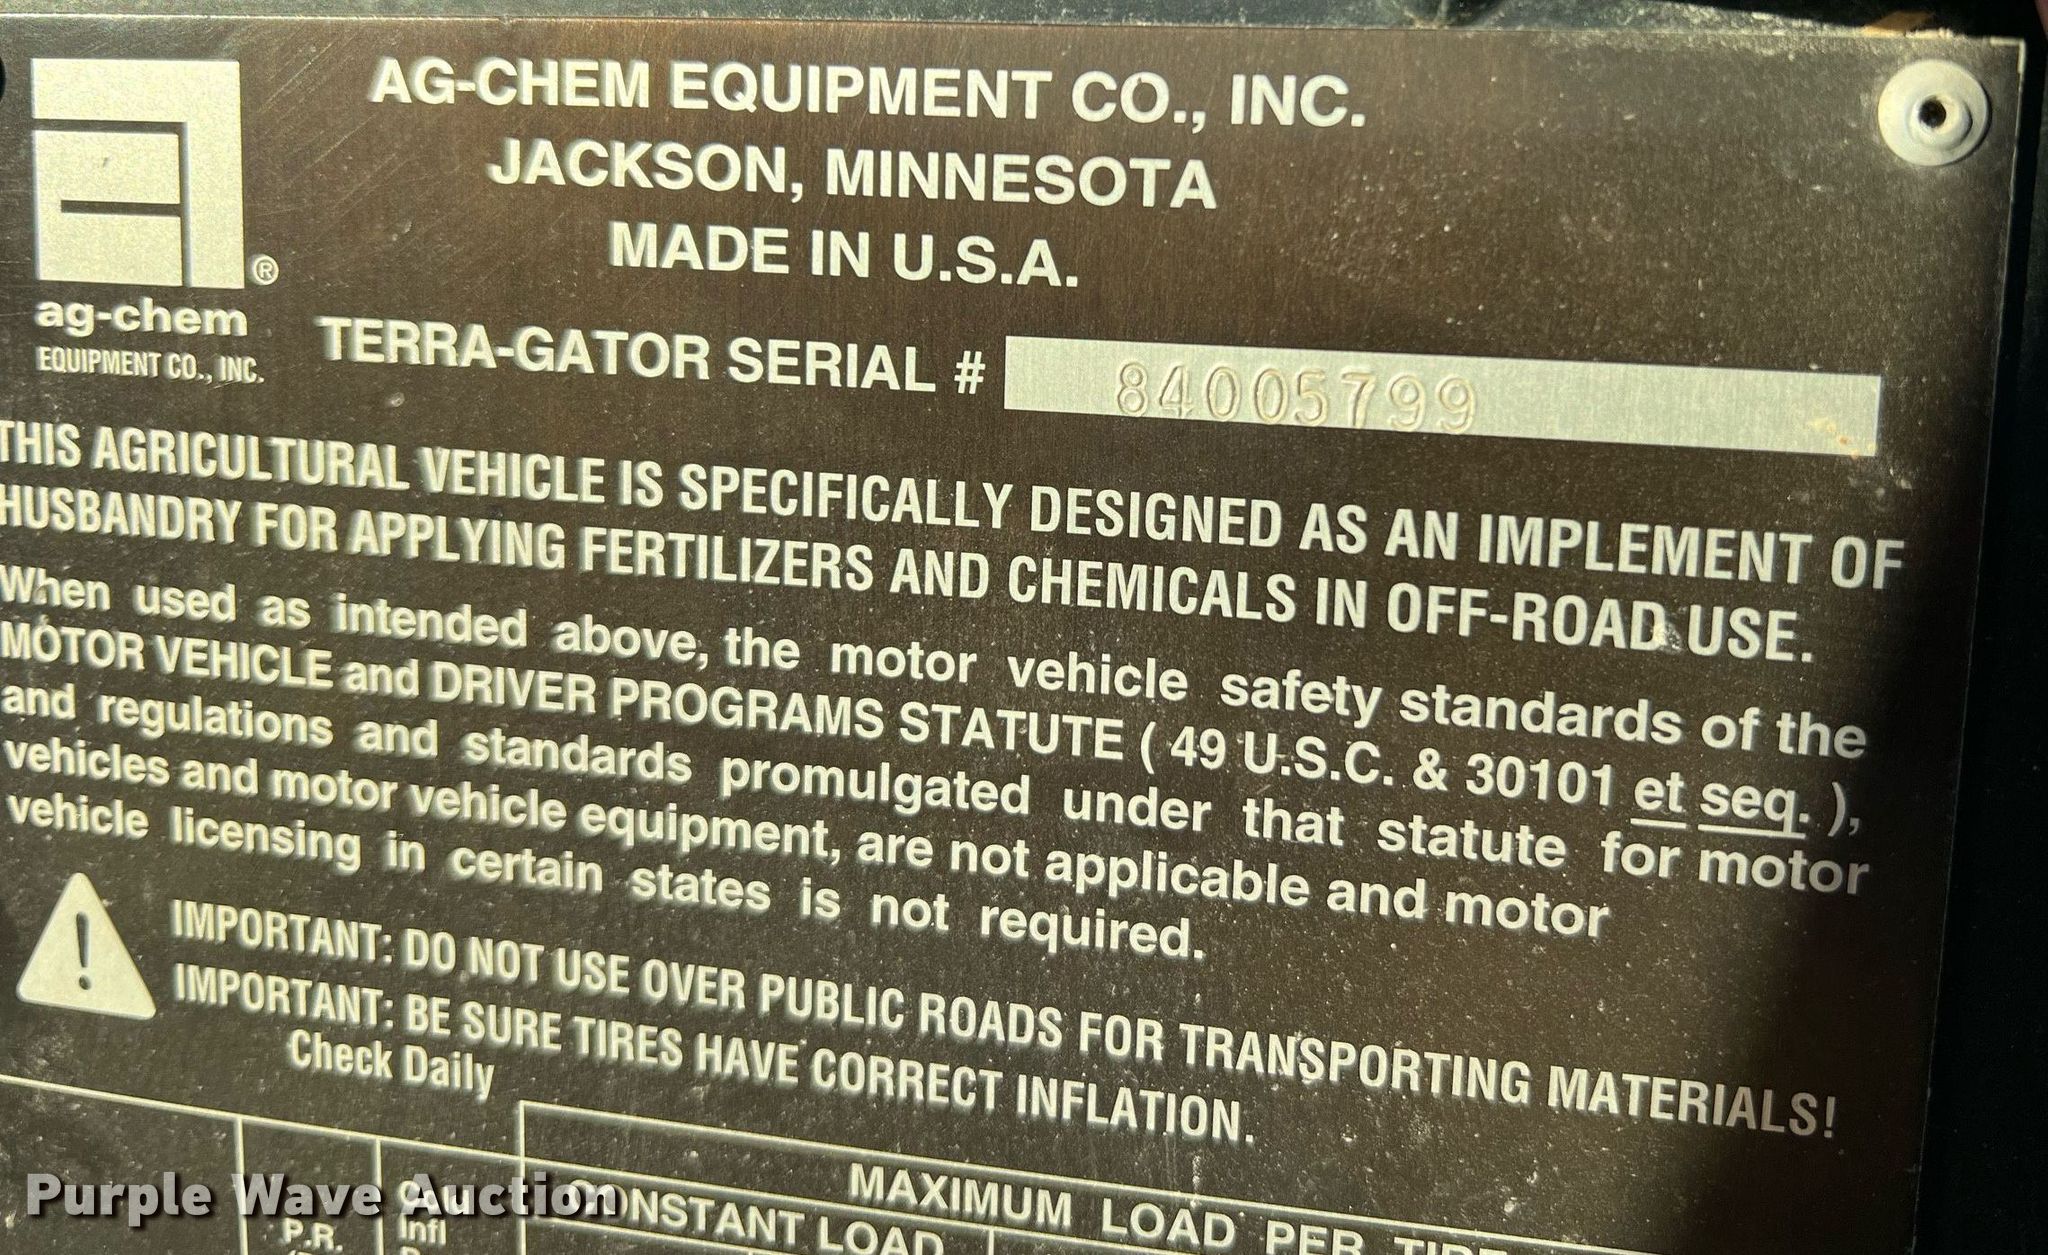 AG-CHEM EQUIPMENT CO., INC.
JACKSON, MINNESOTA
MADE IN U.S.A.
®
ag-chem
EQUIPMENT CO., INC.
TERRA-GATOR SERIAL # 84005799
THIS AGRICULTURAL VEHICLE IS SPECIFICALLY DESIGNED AS AN IMPLEMENT OF
HUSBANDRY FOR APPLYING FERTILIZERS AND CHEMICALS IN OFF-ROAD USE.
When used as intended above, the motor vehicle safety standards of the
MOTOR VEHICLE and DRIVER PROGRAMS STATUTE ( 49 U.S.C. & 30101 et seq. ),
and regulations and standards promulgated under that statute for motor
vehicles and motor vehicle equipment, are not applicable and motor
vehicle licensing in certain states is not required.
IMPORTANT: DO NOT USE OVER PUBLIC ROADS FOR TRANSPORTING MATERIALS!
IMPORTANT: BE SURE TIRES HAVE CORRECT INFLATION.
Check Daily
MAXIMUM LOAD PER TIRE
CONSTANT LOAD
P.R.
Infl
Purple Wave Auction